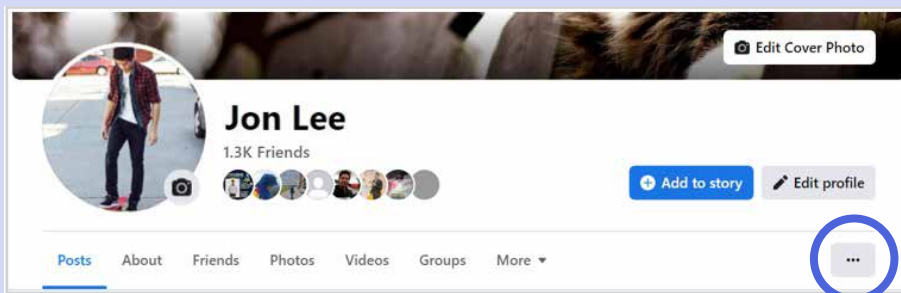 Edit Cover Photo
Jon Lee
1.3K Friends
Add to story Edit profile
Posts About Friends Photos Videos Groups More